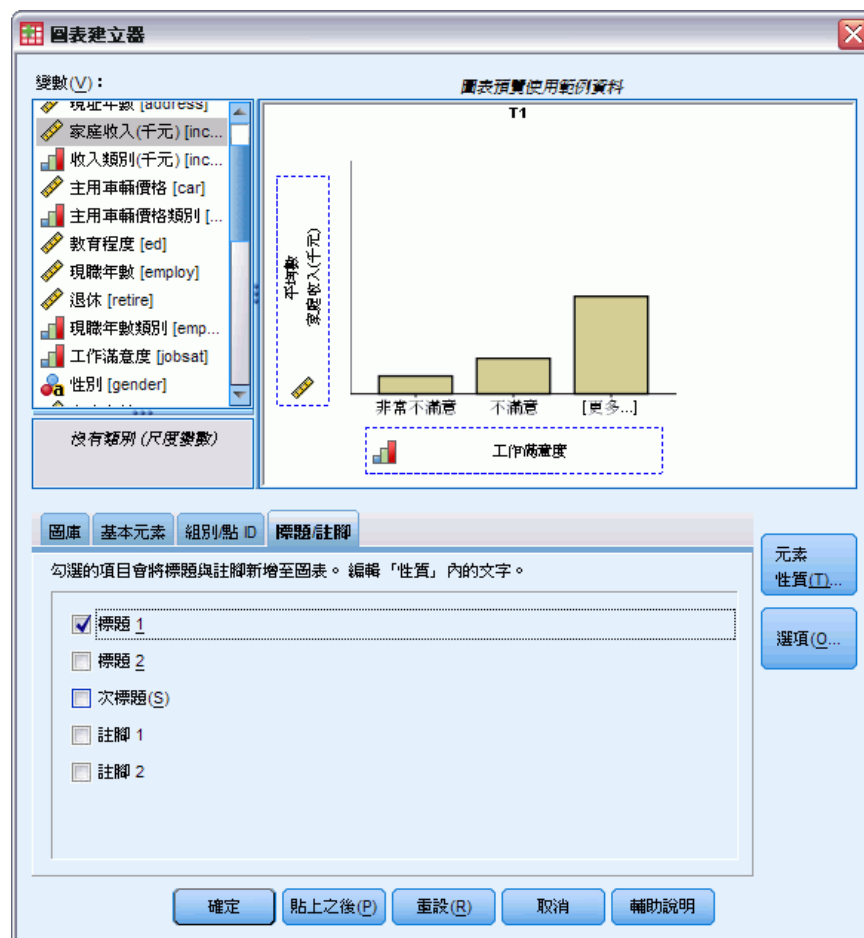 圖表建立器
變數(V)：
圖表預覽使用範例資料
現址年數 [address]
家庭收入(千元) [inc...
收入類別(千元) [inc...
主用車輛價格 [car]
主用車輛價格類別 [...
教育程度 [ed]
現職年數 [employ]
退休 [retire]
現職年數類別 [emp...
工作滿意度 [jobsat]
性別 [gender]
沒有類別 (尺度變數)
T1
平均數
家庭收入(千元)
非常不滿意
不滿意
[更多...]
工作滿意度
圖庫
基本元素
組別/點 ID
標題/註腳
勾選的項目會將標題與註腳新增至圖表。 編輯「性質」內的文字。
標題 1
標題 2
次標題(S)
註腳 1
註腳 2
元素
性質(T)...
選項(O...
確定
貼上之後(P)
重設(R)
取消
輔助說明